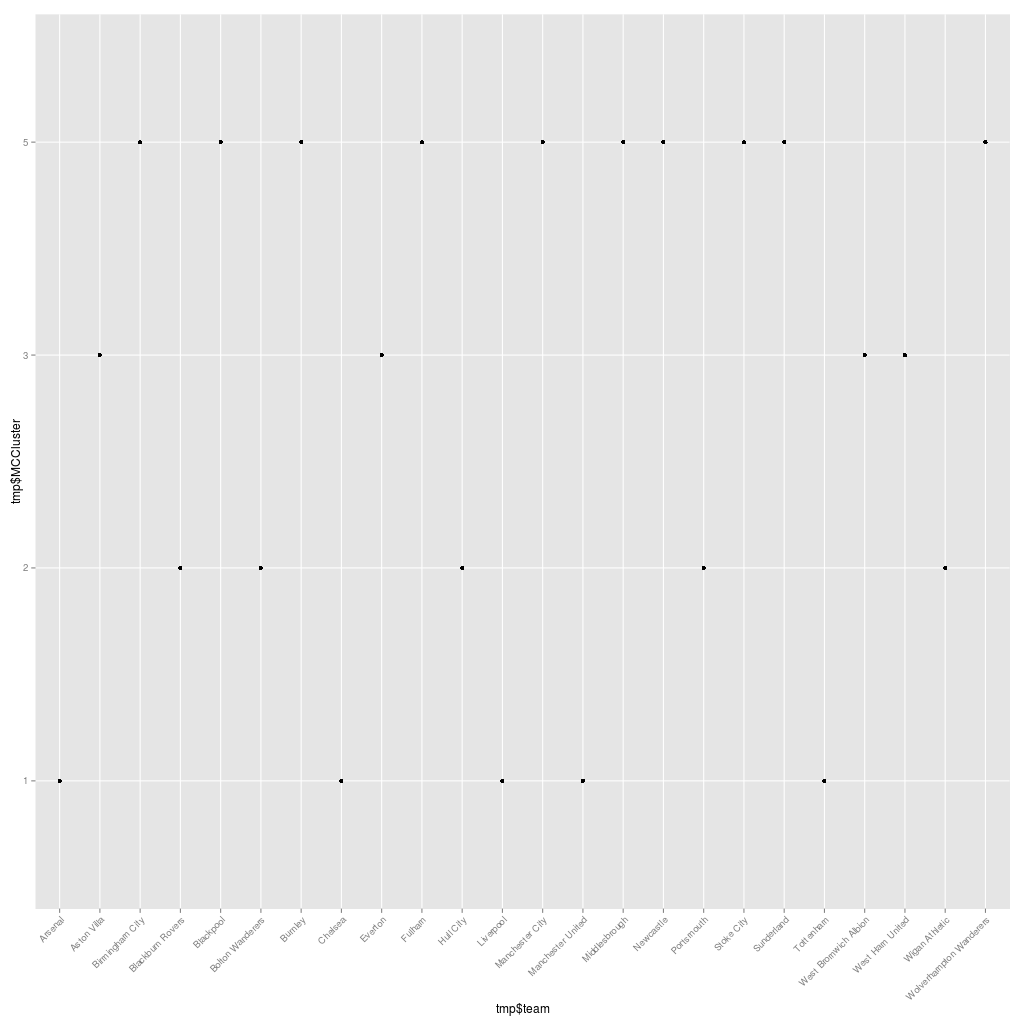 5
3
2
1
tmp$MCCluster
Arsenal
Aston Villa
Birmingham City
Blackburn Rovers
Blackpool
Bolton Wanderers
Burnley
Chelsea
Everton
Fulham
Hull City
Liverpool
Manchester City
Manchester United
Middlesbrough
Newcastle
Portsmouth
Stoke City
Sunderland
Tottenham
West Bromwich Albion
West Ham United
Wigan Athletic
Wolverhampton Wanderers
tmp$team